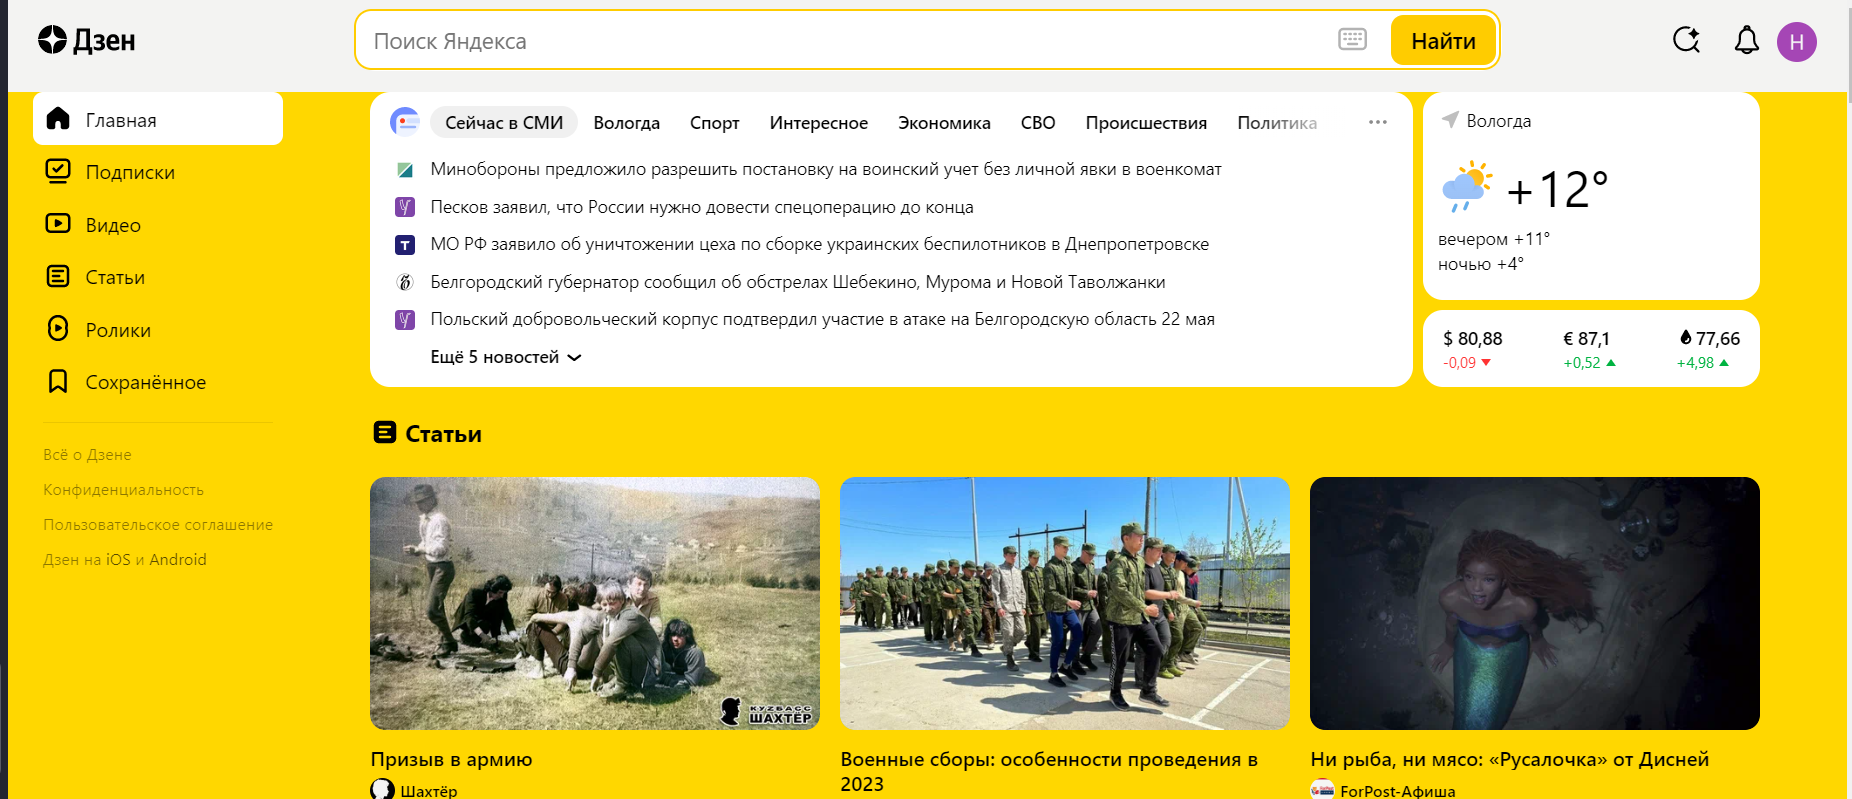 Дзен
Поиск Яндекса
Найти
Н
Главная
Подписки
Видео
Статьи
Ролики
Сохранённое
Всё о Дзене
Конфиденциальность
Пользовательское соглашение
Дзен на iOS и Android
Сейчас в СМИ Вологда Спорт Интересное Экономика СВО Происшествия Политика
Минобороны предложило разрешить постановку на воинский учет без личной явки в военкомат
Песков заявил, что России нужно довести спецоперацию до конца
МО РФ заявило об уничтожении цеха по сборке украинских беспилотников в Днепропетровске
Белгородский губернатор сообщил об обстрелах Шебекино, Мурома и Новой Таволжанки
Польский добровольческий корпус подтвердил участие в атаке на Белгородскую область 22 мая
Ещё 5 новостей
Вологда
+12°
вечером +11°
ночью +4°
$ 80,88 € 87,1 77,66
-0,09 +0,52 +4,98
Статьи
KYZБАСС
ШАХТЁР
Призыв в армию
Шахтёр
Военные сборы: особенности проведения в
2023
Ни рыба, ни мясо: «Русалочка» от Дисней
ForPost-Афиша